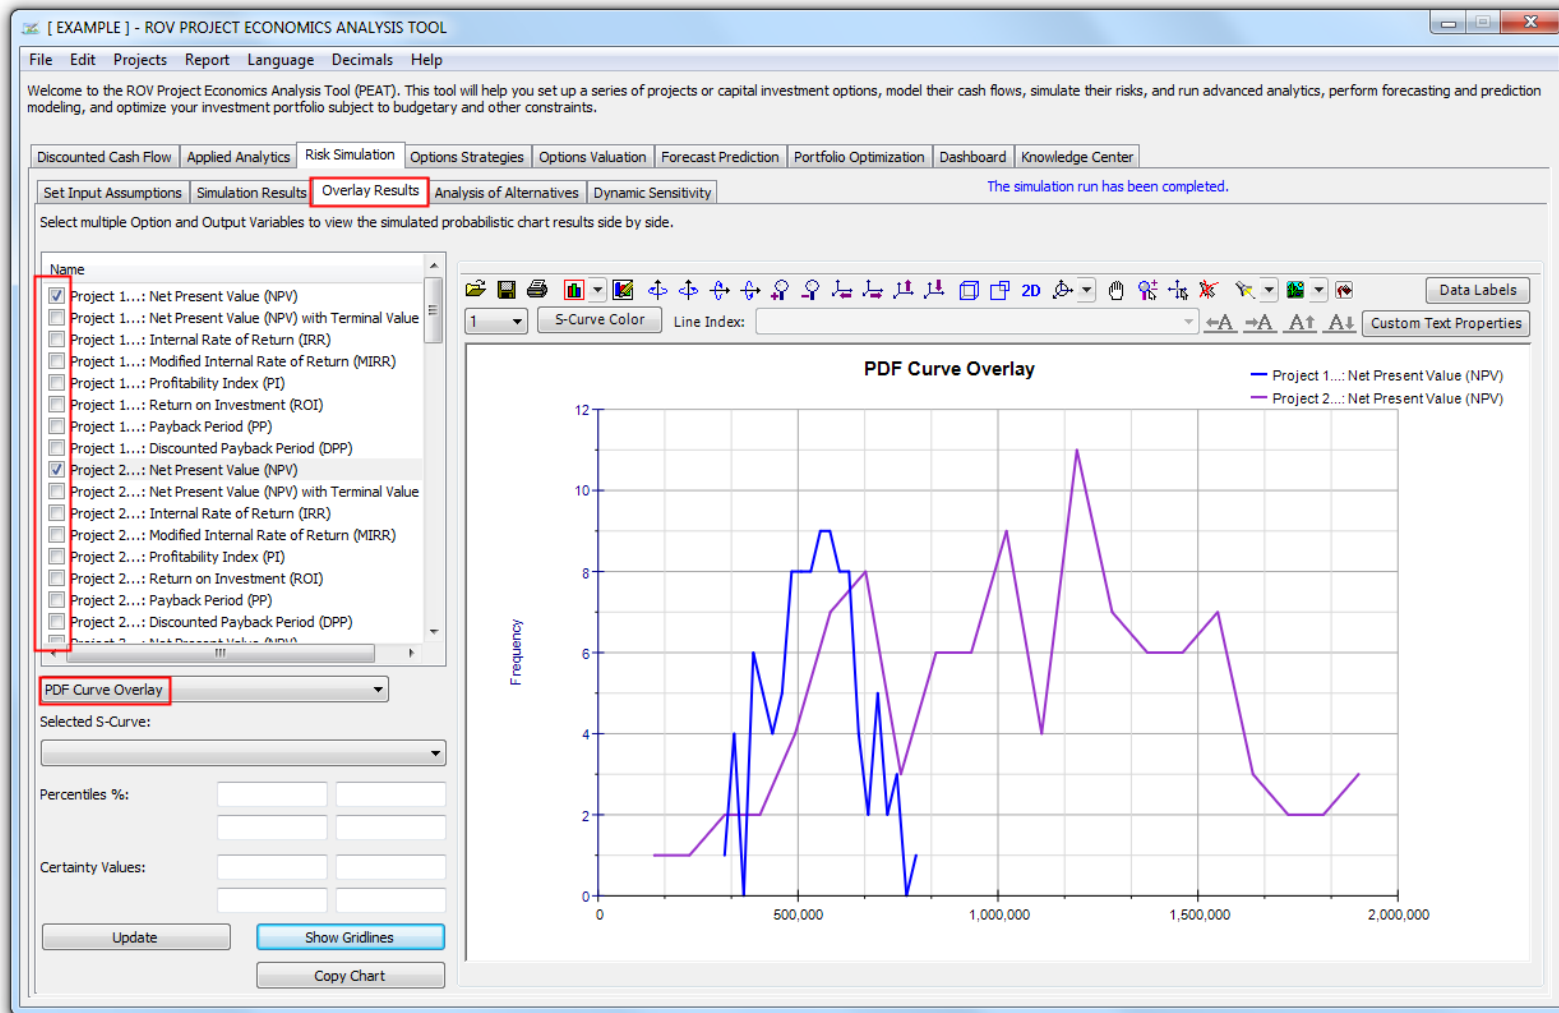 [ EXAMPLE ] - ROV PROJECT ECONOMICS ANALYSIS TOOL
File Edit Projects Report Language Decimals Help
Welcome to the ROV Project Economics Analysis Tool (PEAT). This tool will help you set up a series of projects or capital investment options, model their cash flows, simulate their risks, and run advanced analytics, perform forecasting and prediction
modeling, and optimize your investment portfolio subject to budgetary and other constraints.
Discounted Cash Flow Applied Analytics Risk Simulation Options Strategies Options Valuation Forecast Prediction Portfolio Optimization Dashboard Knowledge Center
Set Input Assumptions Simulation Results Overlay Results Analysis of Alternatives Dynamic Sensitivity
The simulation run has been completed.
Select multiple Option and Output Variables to view the simulated probabilistic chart results side by side.
Name
Project 1...: Net Present Value (NPV)
Project 1...: Net Present Value (NPV) with Terminal Value
Project 1...: Internal Rate of Return (IRR)
Project 1...: Modified Internal Rate of Return (MIRR)
Project 1...: Profitability Index (PI)
Project 1...: Return on Investment (ROI)
Project 1...: Payback Period (PP)
Project 1...: Discounted Payback Period (DPP)
Project 2...: Net Present Value (NPV)
Project 2...: Net Present Value (NPV) with Terminal Value
Project 2...: Internal Rate of Return (IRR)
Project 2...: Modified Internal Rate of Return (MIRR)
Project 2...: Profitability Index (PI)
Project 2...: Return on Investment (ROI)
Project 2...: Payback Period (PP)
Project 2...: Discounted Payback Period (DPP)
PDF Curve Overlay
Selected S-Curve:
Percentiles %:
Certainty Values:
Update Show Gridlines
Copy Chart
2D
Data Labels
1 S-Curve Color Line Index: A A A A Custom Text Properties
PDF Curve Overlay
Project 1...: Net Present Value (NPV)
Project 2...: Net Present Value (NPV)
Frequency
12
10
8
6
4
2
0
0 500,000 1,000,000 1,500,000 2,000,000